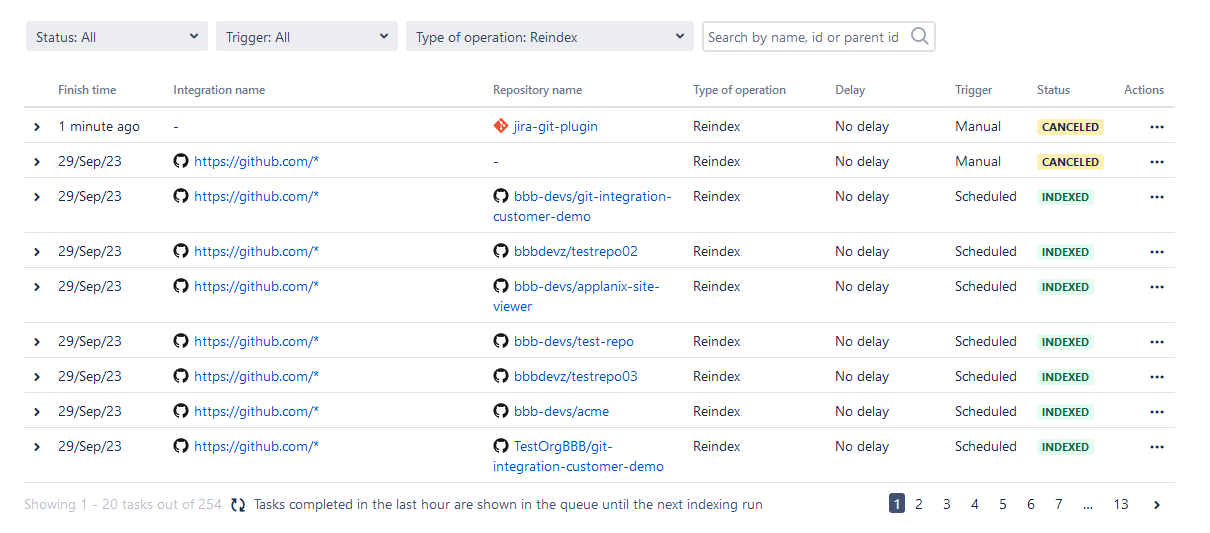 Status: All Trigger: All Type of operation: Reindex Search by name, id or parent id
Finish time Integration name Repository name Type of operation Delay Trigger Status Actions
1 minute ago - jira-git-plugin Reindex No delay Manual CANCELED
29/Sep/23 https://github.com/* - Reindex No delay Manual CANCELED
29/Sep/23 https://github.com/* bbb-devs/git-integration- Reindex No delay Scheduled INDEXED
customer-demo
29/Sep/23 https://github.com/* bbbdevz/testrepo02 Reindex No delay Scheduled INDEXED
29/Sep/23 https://github.com/* bbb-devs/applanix-site- Reindex No delay Scheduled INDEXED
viewer
29/Sep/23 https://github.com/* bbb-devs/test-repo Reindex No delay Scheduled INDEXED
29/Sep/23 https://github.com/* bbbdevz/testrepo03 Reindex No delay Scheduled INDEXED
29/Sep/23 https://github.com/* bbb-devs/acme Reindex No delay Scheduled INDEXED
29/Sep/23 https://github.com/* TestOrgBBB/git- Reindex No delay Scheduled INDEXED
integration-customer-demo
Showing 1 - 20 tasks out of 254 Tasks completed in the last hour are shown in the queue until the next indexing run 1 2 3 4 5 6 7 ... 13